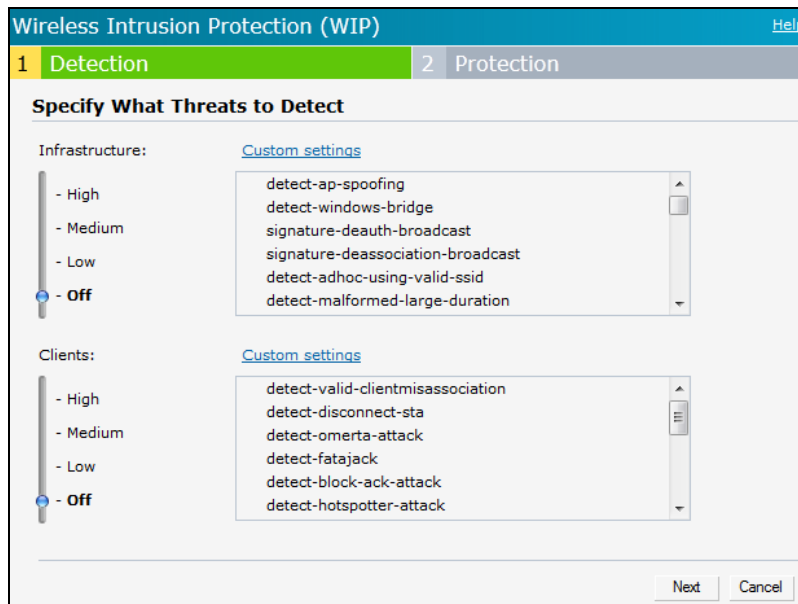 Wireless Intrusion Protection (WIP)
1 Detection
2 Protection
Specify What Threats to Detect
Infrastructure:
Custom settings
- High
- Medium
- Low
- Off
detect-ap-spoofing
detect-windows-bridge
signature-deauth-broadcast
signature-deassociation-broadcast
detect-adhoc-using-valid-ssid
detect-malformed-large-duration
Clients:
Custom settings
- High
- Medium
- Low
- Off
detect-valid-clientmisassociation
detect-disconnect-sta
detect-omerta-attack
detect-fatajack
detect-block-ack-attack
detect-hotspotter-attack
Next
Cancel